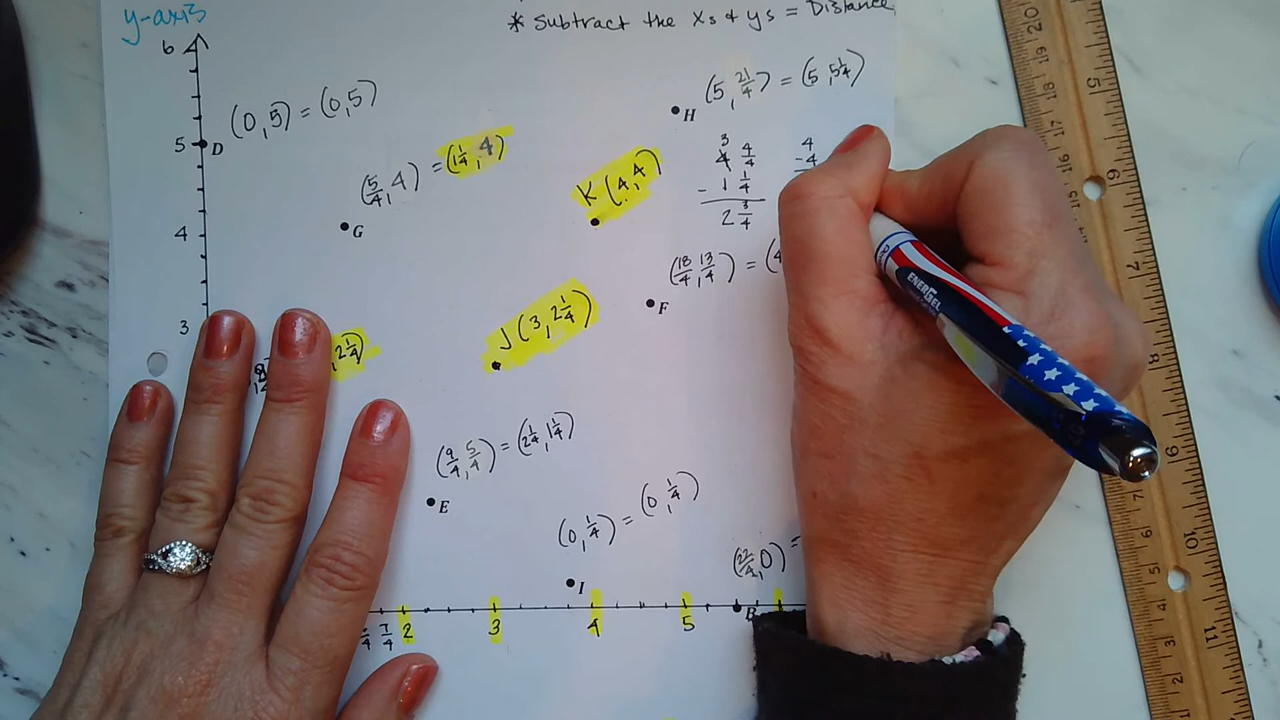 y-axis
* Subtract the Xs & ys = Distance
6
(0,5) = (0,5)
5 D
(5, 21/4) = (5, 5 1/4)
H
(5/4, 4) = (1 1/4, 4)
G
K (4,4)
3
4 4/4
- 1 1/4
2 3/4
4
-4
4
(18/4, 13/4) = (4
F
3
, 2 1/4)
J (3, 2 1/4)
(9/4, 5/4) = (2 1/4, 1 1/4)
E
(0, 1/4) = (0, 1/4)
I
(22/4, 0) =
B
7/4 2 3 4 5
ENERGEL